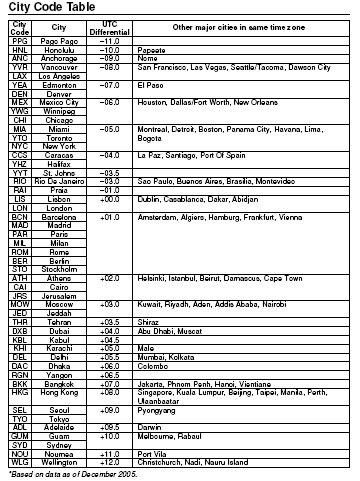 City Code Table
City Code City UTC Differential Other major cities in same time zone
PPG Pago Pago –11.0
HNL Honolulu –10.0 Papeete
ANC Anchorage –09.0 Nome
YVR Vancouver –08.0 San Francisco, Las Vegas, Seattle/Tacoma, Dawson City
LAX Los Angeles
YEA Edmonton –07.0 El Paso
DEN Denver
MEX Mexico City –06.0 Houston, Dallas/Fort Worth, New Orleans
YWG Winnipeg
CHI Chicago
MIA Miami –05.0 Montreal, Detroit, Boston, Panama City, Havana, Lima,
YTO Toronto Bogota
NYC New York
CCS Caracas –04.0 La Paz, Santiago, Port Of Spain
YHZ Halifax
YYT St. Johns –03.5
RIO Rio De Janeiro –03.0 Sao Paulo, Buenos Aires, Brasilia, Montevideo
RAI Praia –01.0
LIS Lisbon +00.0 Dublin, Casablanca, Dakar, Abidjan
LON London
BCN Barcelona +01.0 Amsterdam, Algiers, Hamburg, Frankfurt, Vienna
MAD Madrid
PAR Paris
MIL Milan
ROM Rome
BER Berlin
STO Stockholm
ATH Athens +02.0 Helsinki, Istanbul, Beirut, Damascus, Cape Town
CAI Cairo
JRS Jerusalem
MOW Moscow +03.0 Kuwait, Riyadh, Aden, Addis Ababa, Nairobi
JED Jeddah
THR Tehran +03.5 Shiraz
DXB Dubai +04.0 Abu Dhabi, Muscat
KBL Kabul +04.5
KHI Karachi +05.0 Male
DEL Delhi +05.5 Mumbai, Kolkata
DAC Dhaka +06.0 Colombo
RGN Yangon +06.5
BKK Bangkok +07.0 Jakarta, Phnom Penh, Hanoi, Vientiane
HKG Hong Kong +08.0 Singapore, Kuala Lumpur, Beijing, Taipei, Manila, Perth,
Ulaanbaatar
SEL Seoul +09.0 Pyongyang
TYO Tokyo
ADL Adelaide +09.5 Darwin
GUM Guam +10.0 Melbourne, Rabaul
SYD Sydney
NOU Noumea +11.0 Port Vila
WLG Wellington +12.0 Christchurch, Nadi, Nauru Island
*Based on data as of December 2005.